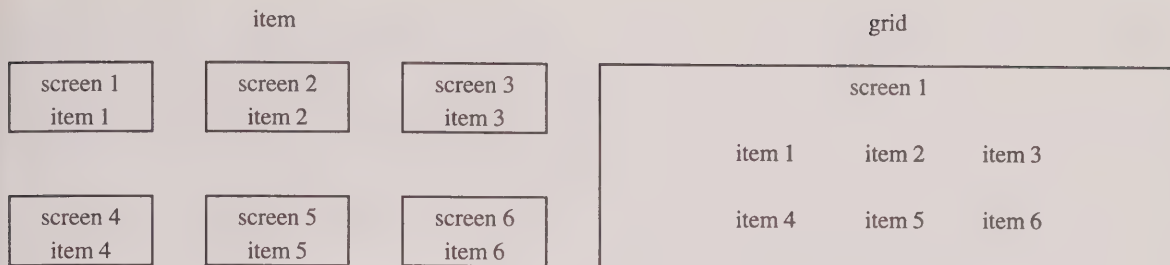 item
screen 1
item 1
screen 2
item 2
screen 3
item 3
screen 4
item 4
screen 5
item 5
screen 6
item 6
grid
screen 1
item 1 item 2 item 3
item 4 item 5 item 6